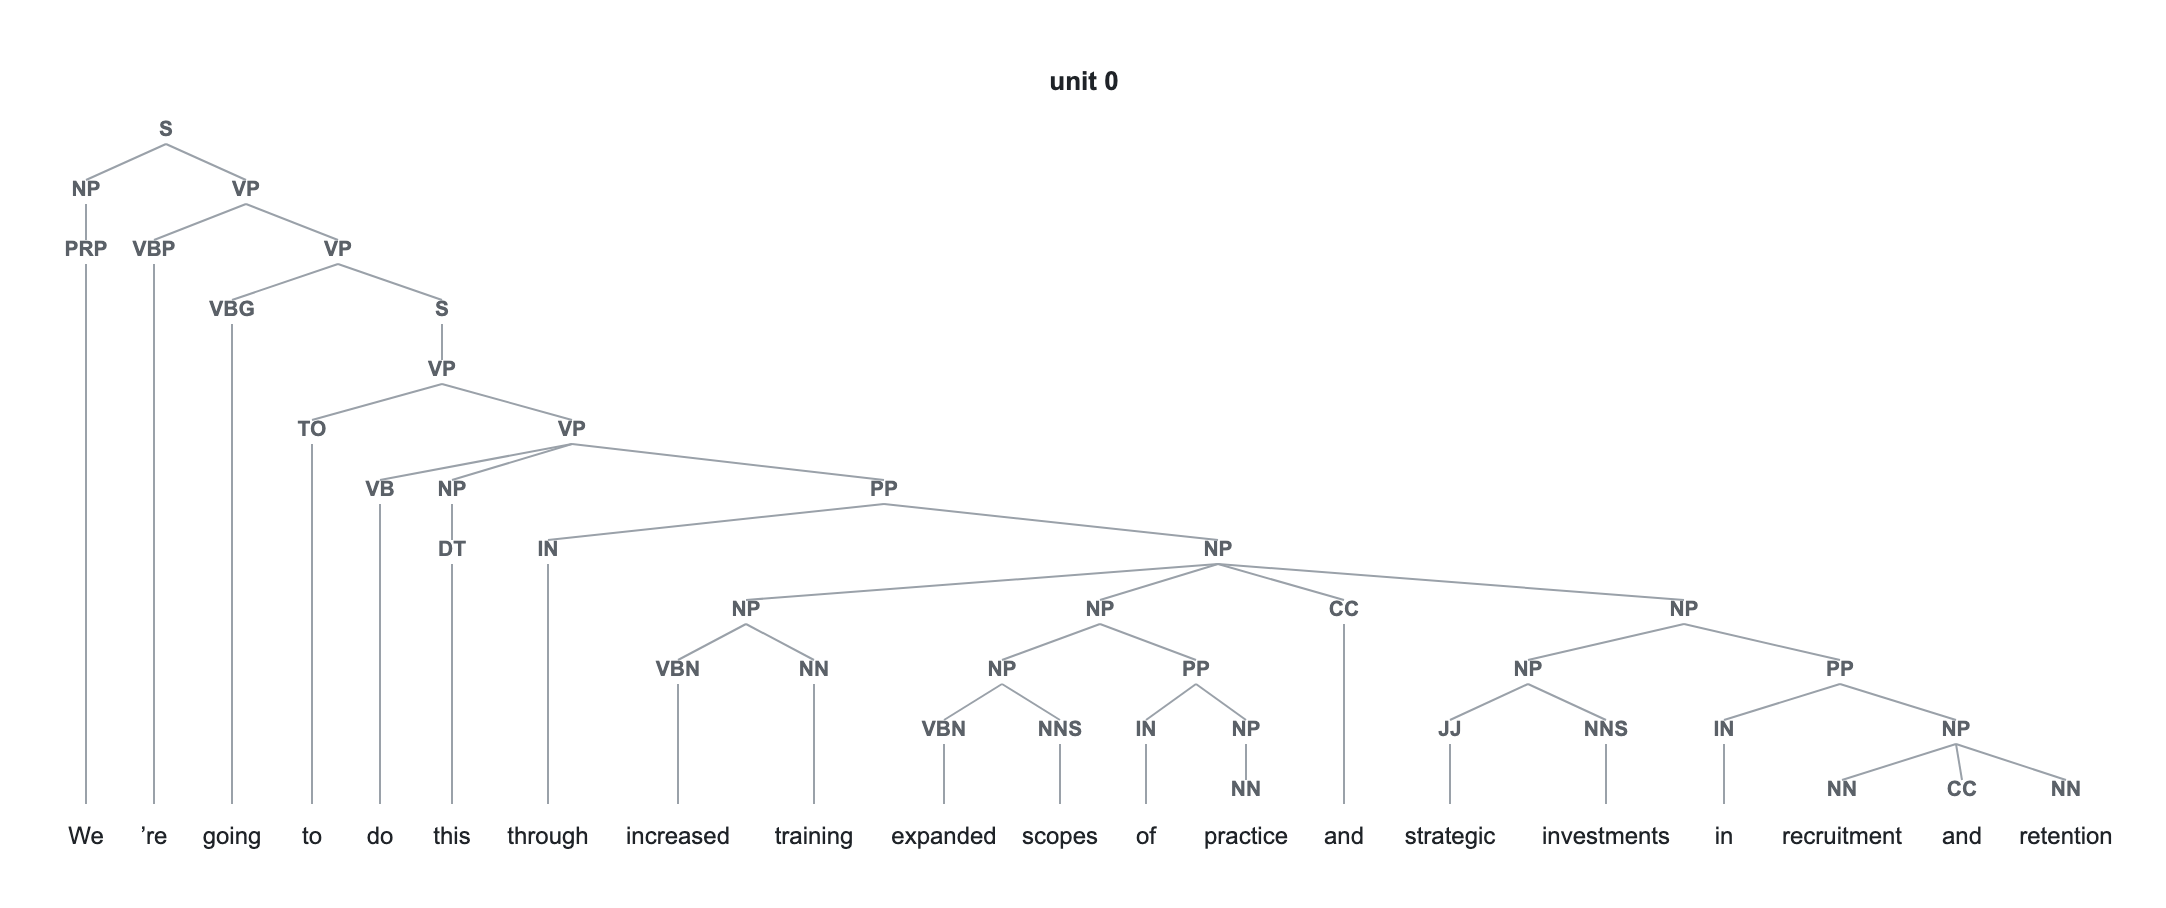 unit 0
S
NP VP
PRP VBP VP
VBG S
VP
TO VP
VB NP PP
DT IN NP
NP NP CC NP
VBN NN NP PP NP PP
VBN NNS IN NP JJ NNS IN NP
NN NN CC NN
We ’re going to do this through increased training expanded scopes of practice and strategic investments in recruitment and retention